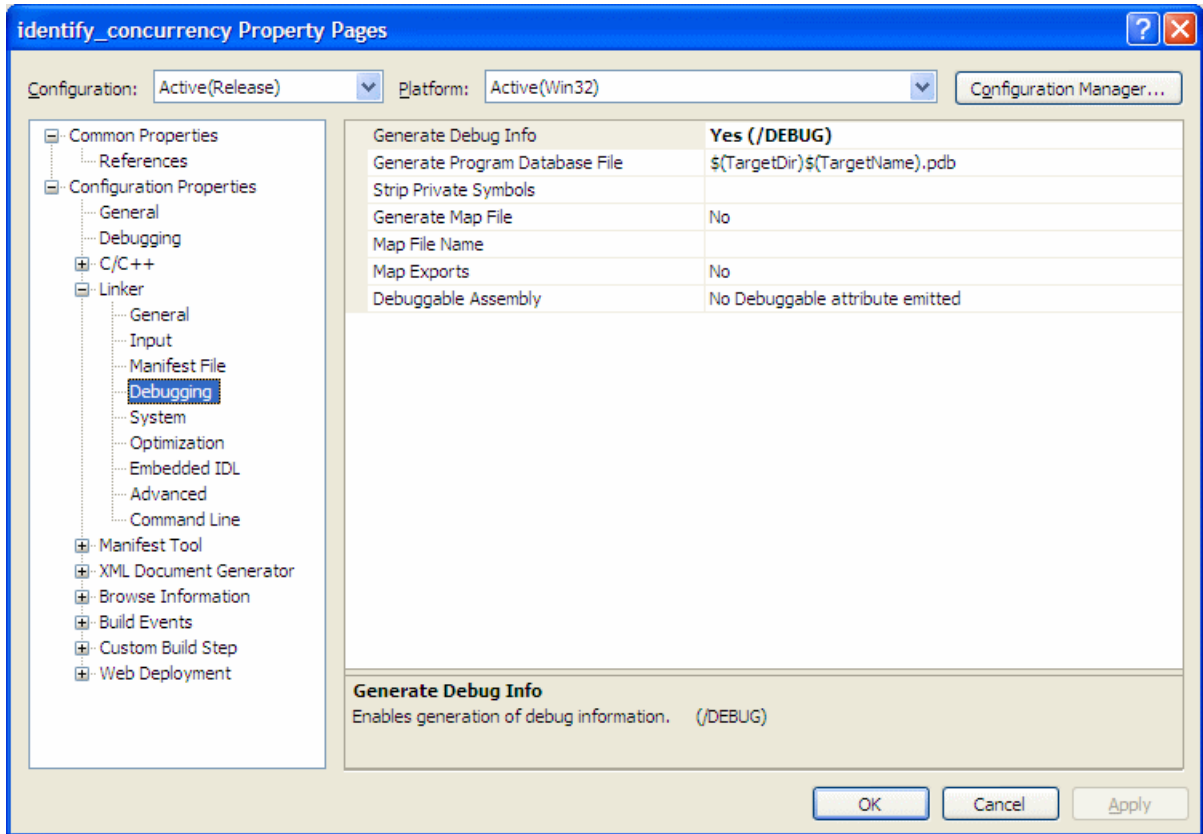 identify_concurrency Property Pages
Configuration: Active(Release) Platform: Active(Win32) Configuration Manager...
Common Properties
References
Configuration Properties
General
Debugging
C/C++
Linker
General
Input
Manifest File
Debugging
System
Optimization
Embedded IDL
Advanced
Command Line
Manifest Tool
XML Document Generator
Browse Information
Build Events
Custom Build Step
Web Deployment
Generate Debug Info Yes (/DEBUG)
Generate Program Database File $(TargetDir)$(TargetName).pdb
Strip Private Symbols
Generate Map File No
Map File Name
Map Exports No
Debuggable Assembly No Debuggable attribute emitted
Generate Debug Info
Enables generation of debug information. (/DEBUG)
OK Cancel Apply